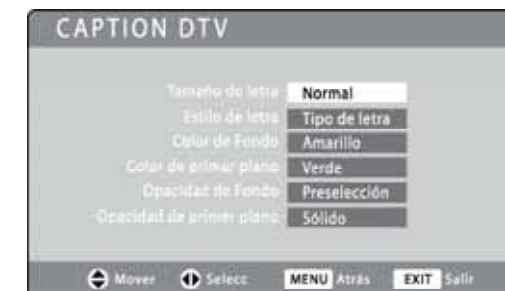 CAPTION DTV
Tamaño de letra Normal
Estilo de letra Tipo de letra
Color de Fondo Amarillo
Color de primer plano Verde
Opacidad de Fondo Preselección
Opacidad de primer plano Sólido
Mover Selecc MENU Atrás EXIT Salir